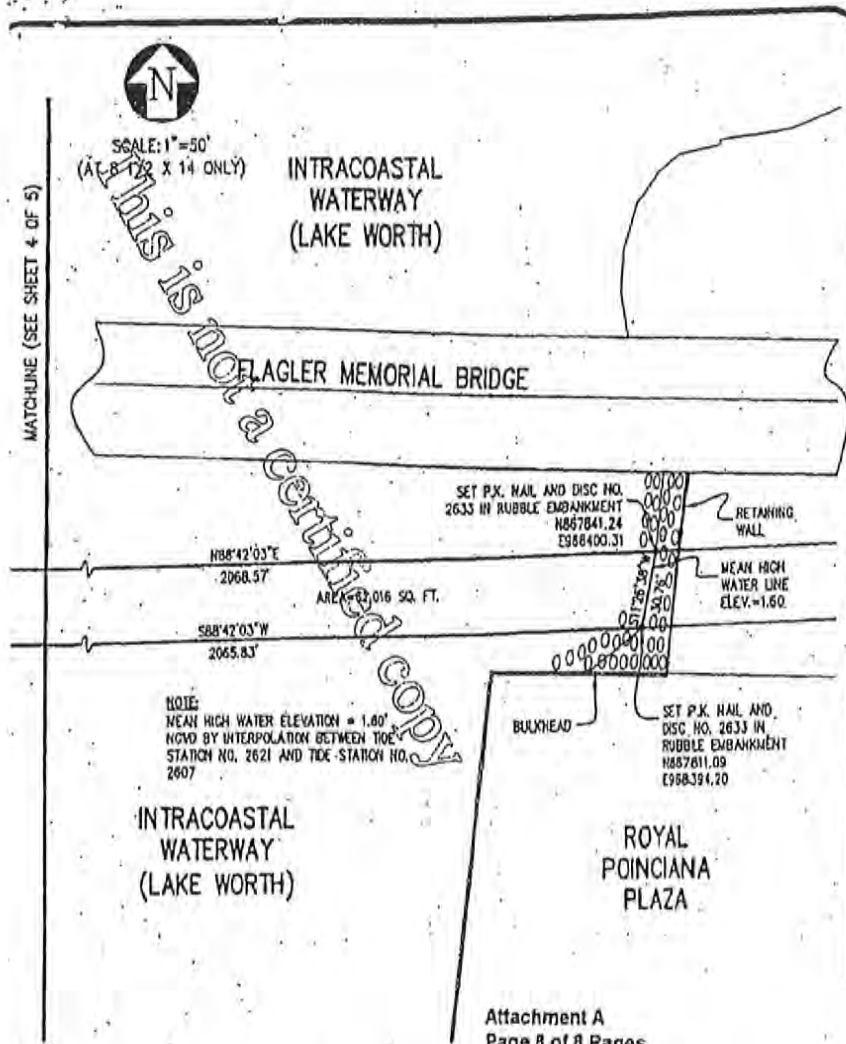 N
SCALE: 1"=50'
(AT 8 1/2 X 14 ONLY)
INTRACOASTAL
WATERWAY
(LAKE WORTH)
MATCHLINE (SEE SHEET 4 OF 5)
This is not a certified copy
FLAGLER MEMORIAL BRIDGE
SET P.K. NAIL AND DISC NO.
2633 IN RUBBLE EMBANKMENT
N867841.24
E968400.31
RETAINING
WALL
MEAN HIGH
WATER LINE
ELEV.=1.60
N88°42'03"E
2068.57'
AREA=62,016 SQ. FT.
S11°26'38"W
30.76'
S88°42'03"W
2065.83'
NOTE:
MEAN HIGH WATER ELEVATION = 1.60'
NGVD BY INTERPOLATION BETWEEN TIDE
STATION NO. 2621 AND TIDE STATION NO.
2607
BULKHEAD
SET P.K. NAIL AND
DISC NO. 2633 IN
RUBBLE EMBANKMENT
N867811.09
E968394.20
INTRACOASTAL
WATERWAY
(LAKE WORTH)
ROYAL
POINCIANA
PLAZA
Attachment A
Page 8 of 8 Pages